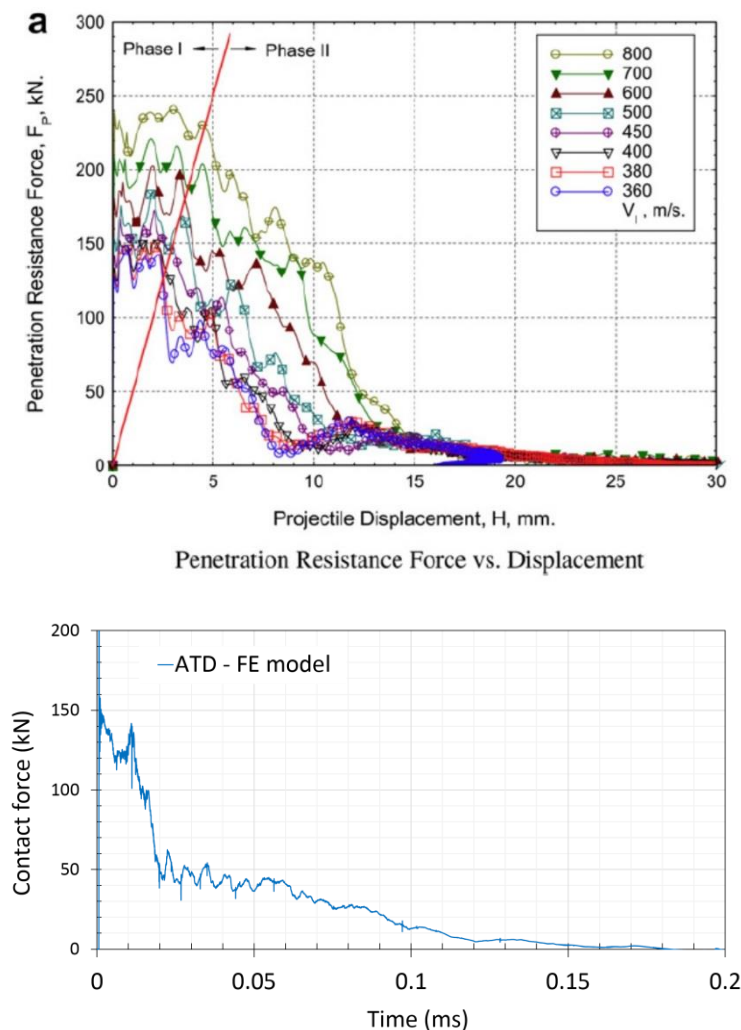 a
300
250
200
150
100
50
0
Penetration Resistance Force, F_P, kN.
Phase I
Phase II
800
700
600
500
450
400
380
360
V_I , m/s.
0 5 10 15 20 25 30
Projectile Displacement, H, mm.
Penetration Resistance Force vs. Displacement
200
150
100
50
0
Contact force (kN)
ATD - FE model
0 0.05 0.1 0.15 0.2
Time (ms)